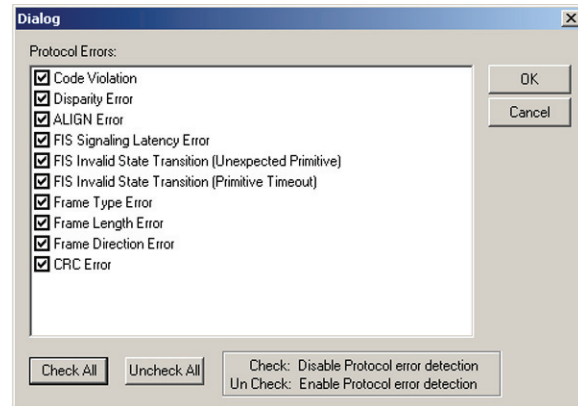 Dialog
Protocol Errors:
Code Violation
Disparity Error
ALIGN Error
FIS Signaling Latency Error
FIS Invalid State Transition (Unexpected Primitive)
FIS Invalid State Transition (Primitive Timeout)
Frame Type Error
Frame Length Error
Frame Direction Error
CRC Error
OK
Cancel
Check All
Uncheck All
Check: Disable Protocol error detection
Un Check: Enable Protocol error detection